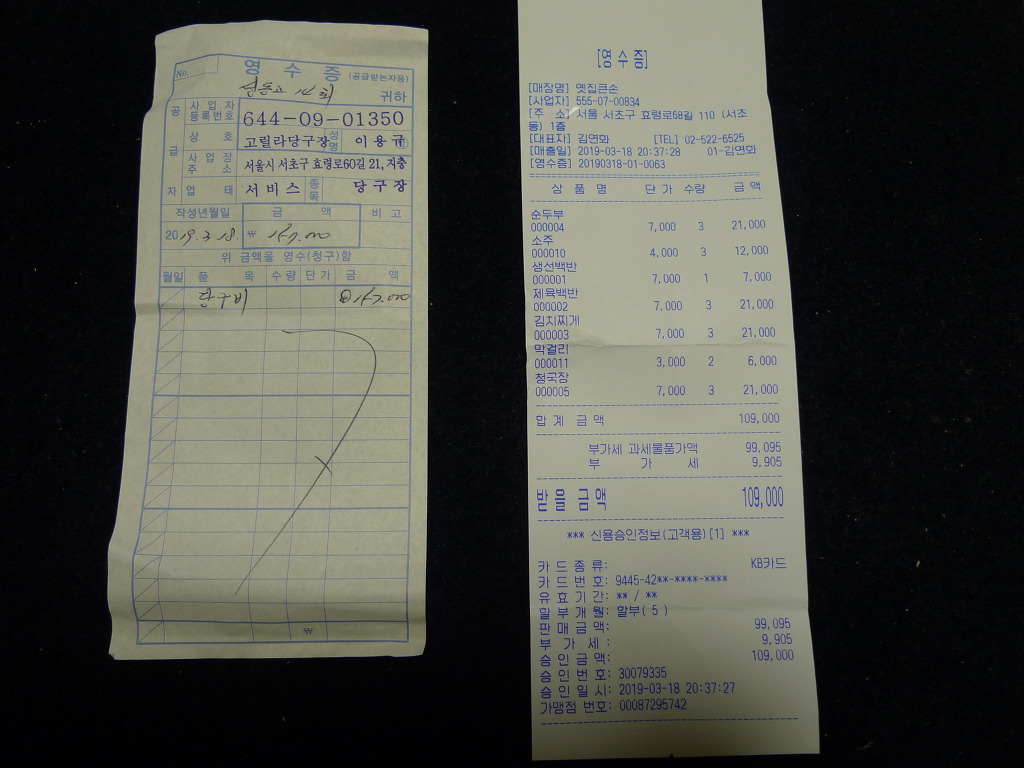 No.
영 수 증 (공급받는자용)
귀하
공 급 자
사 업 자 등록번호 644-09-01350
상 호 고릴라당구장 성명 이용규
사 업 장 주 소 서울시 서초구 효령로60길 21, 지층
업 태 서비스 종목 당구장
작성년월일 금 액 비 고
2019. 3. 18. ₩
위 금액을 영수(청구)함
월일 품 목 수량 단가 금 액
당구비
₩
[영수증]
[매장명] 옛집큰손
[사업자] 555-07-00834
[주 소] 서울 서초구 효령로68길 110 (서초
동) 1층
[대표자] 김연화 [TEL] 02-522-6525
[매출일] 2019-03-18 20:37:28 01-김연화
[영수증] 20190318-01-0063
상 품 명 단 가 수량 금 액
순두부
000004 7,000 3 21,000
소주
000010 4,000 3 12,000
생선백반
000001 7,000 1 7,000
제육백반
000002 7,000 3 21,000
김치찌게
000003 7,000 3 21,000
막걸리
000011 3,000 2 6,000
청국장
000005 7,000 3 21,000
합 계 금 액 109,000
부가세 과세물품가액 99,095
부 가 세 9,905
받을 금액 109,000
*** 신용승인정보(고객용)[1] ***
카 드 종 류: KB카드
카 드 번 호: 9445-42**-****-****
유 효 기 간: ** / **
할 부 개 월: 할부( 5 )
판 매 금 액: 99,095
부 가 세 : 9,905
승 인 금 액: 109,000
승 인 번 호: 30079335
승 인 일 시: 2019-03-18 20:37:27
가맹점 번호: 00087295742